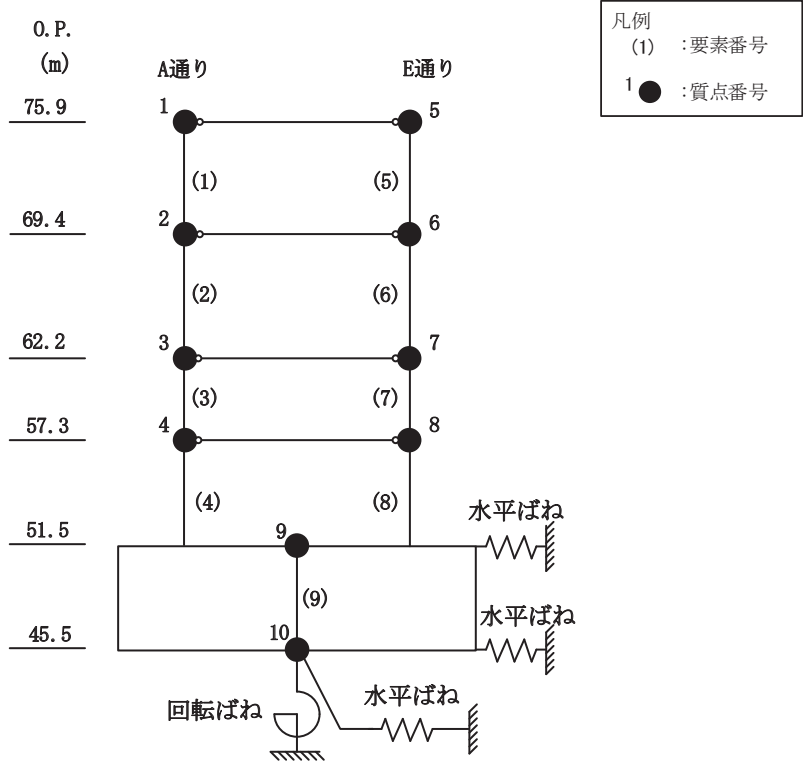 O.P.
(m)
A通り
E通り
凡例
(1) :要素番号
1 :質点番号
75.9
1
5
(1)
(5)
69.4
2
6
(2)
(6)
62.2
3
7
(3)
(7)
57.3
4
8
(4)
(8)
水平ばね
51.5
9
(9)
水平ばね
45.5
10
水平ばね
回転ばね